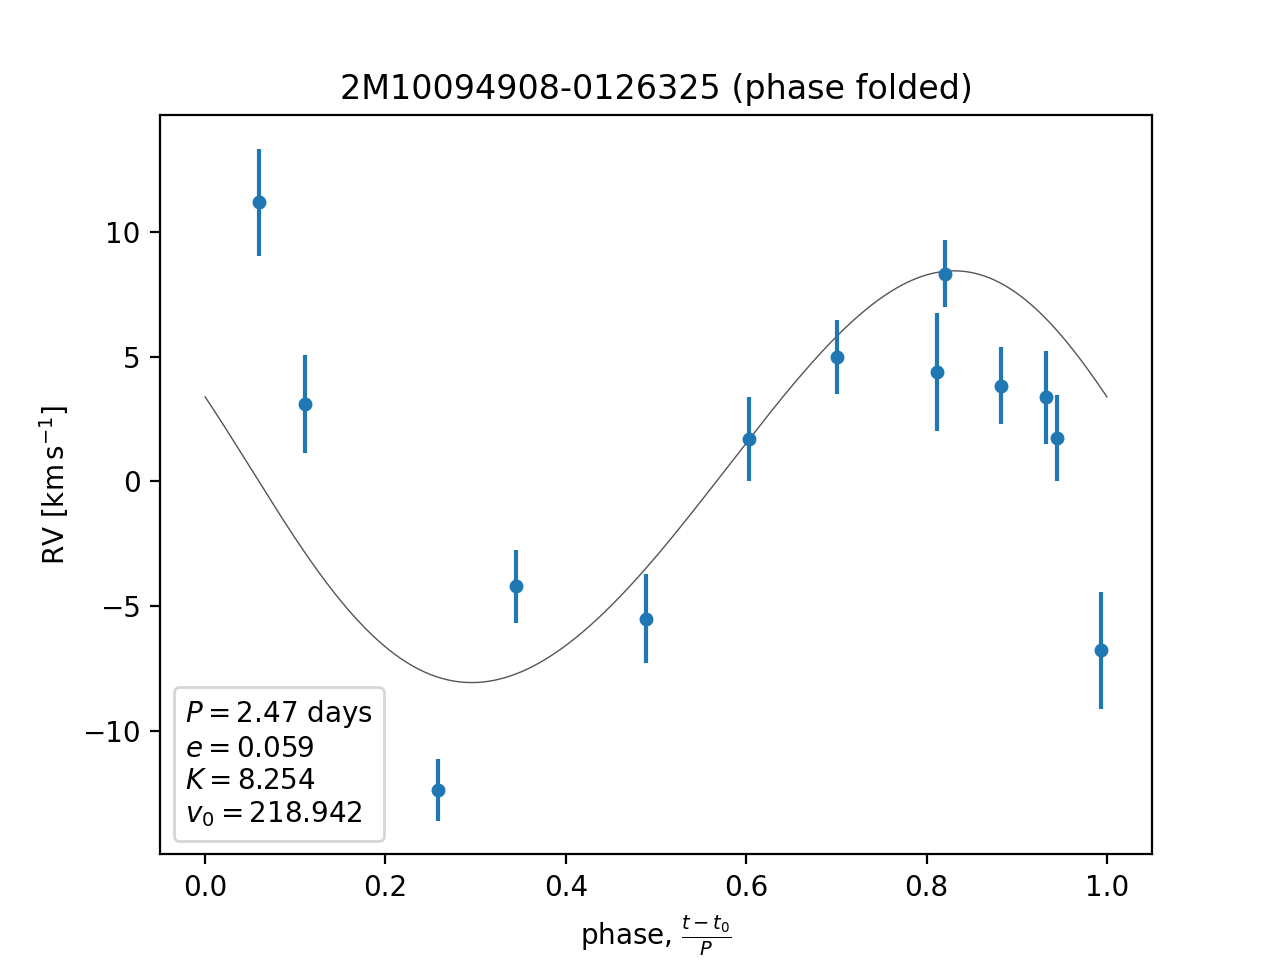 2M10094908-0126325 (phase folded)
RV [km s⁻¹]
10
5
0
−5
−10
P = 2.47 days
e = 0.059
K = 8.254
v₀ = 218.942
0.0 0.2 0.4 0.6 0.8 1.0
phase, (t − t₀)/P